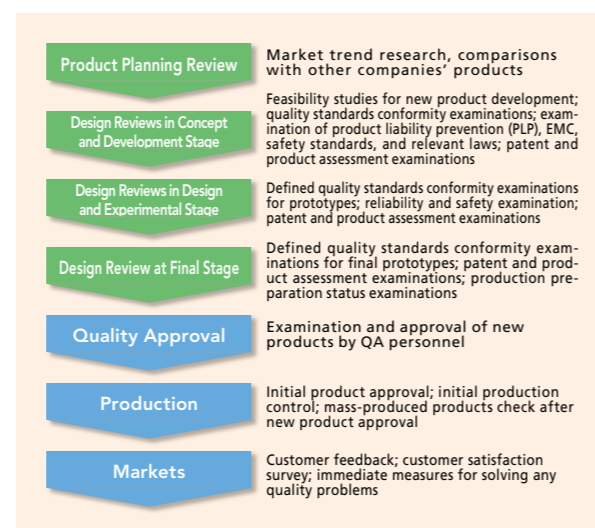 Product Planning Review
Market trend research, comparisons
with other companies' products
Design Reviews in Concept
and Development Stage
Feasibility studies for new product development;
quality standards conformity examinations; exam-
ination of product liability prevention (PLP), EMC,
safety standards, and relevant laws; patent and
product assessment examinations
Design Reviews in Design
and Experimental Stage
Defined quality standards conformity examinations
for prototypes; reliability and safety examination;
patent and product assessment examinations
Design Review at Final Stage
Defined quality standards conformity exam-
inations for final prototypes; patent and prod-
uct assessment examinations; production pre-
paration status examinations
Quality Approval
Examination and approval of new
products by QA personnel
Production
Initial product approval; initial production
control; mass-produced products check after
new product approval
Markets
Customer feedback; customer satisfaction
survey; immediate measures for solving any
quality problems